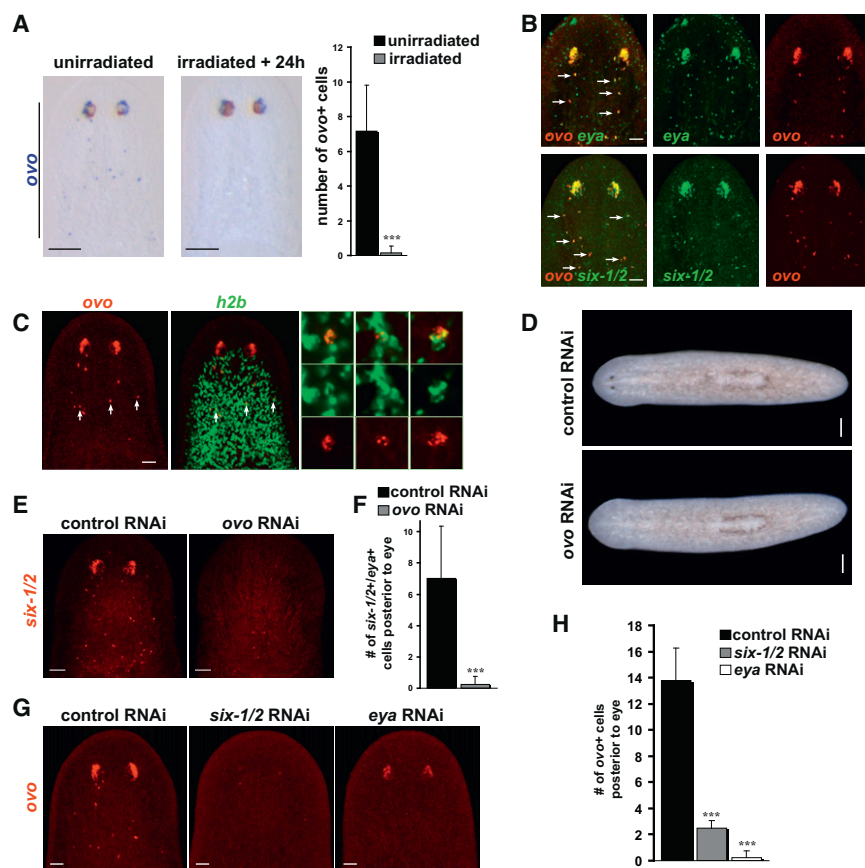 A
unirradiated
irradiated + 24h
ovo
unirradiated
irradiated
number of ovo+ cells
12
10
8
6
4
2
0
***
B
ovo eya
eya
ovo
ovo six-1/2
six-1/2
ovo
C
ovo
h2b
D
control RNAi
ovo RNAi
E
control RNAi
ovo RNAi
six-1/2
F
control RNAi
ovo RNAi
# of six-1/2+/eya+
cells posterior to eye
10
8
6
4
2
0
***
G
control RNAi
six-1/2 RNAi
eya RNAi
ovo
H
control RNAi
six-1/2 RNAi
eya RNAi
# of ovo+ cells
posterior to eye
18
16
14
12
10
8
6
4
2
0
***
***